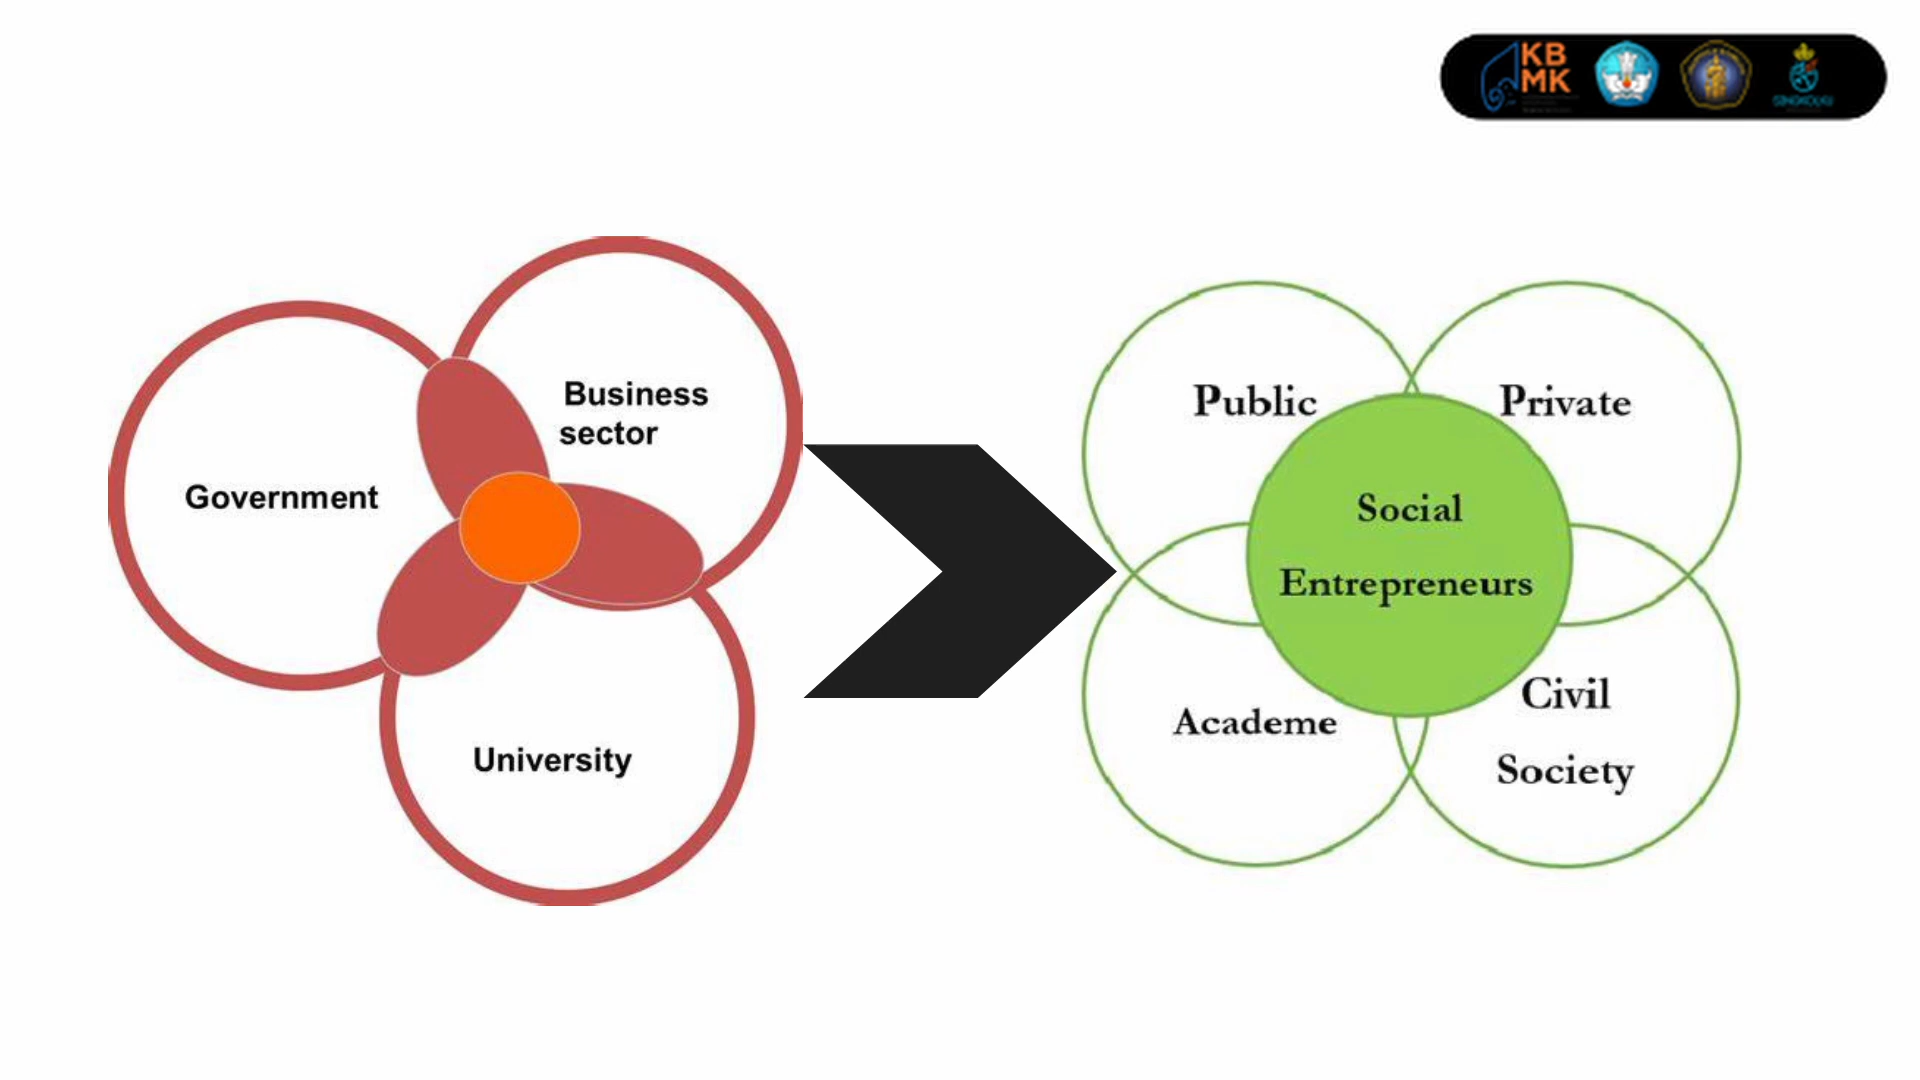 KB
MK
Business
sector
Government
University
Public
Private
Social
Entrepreneurs
Academe
Civil
Society